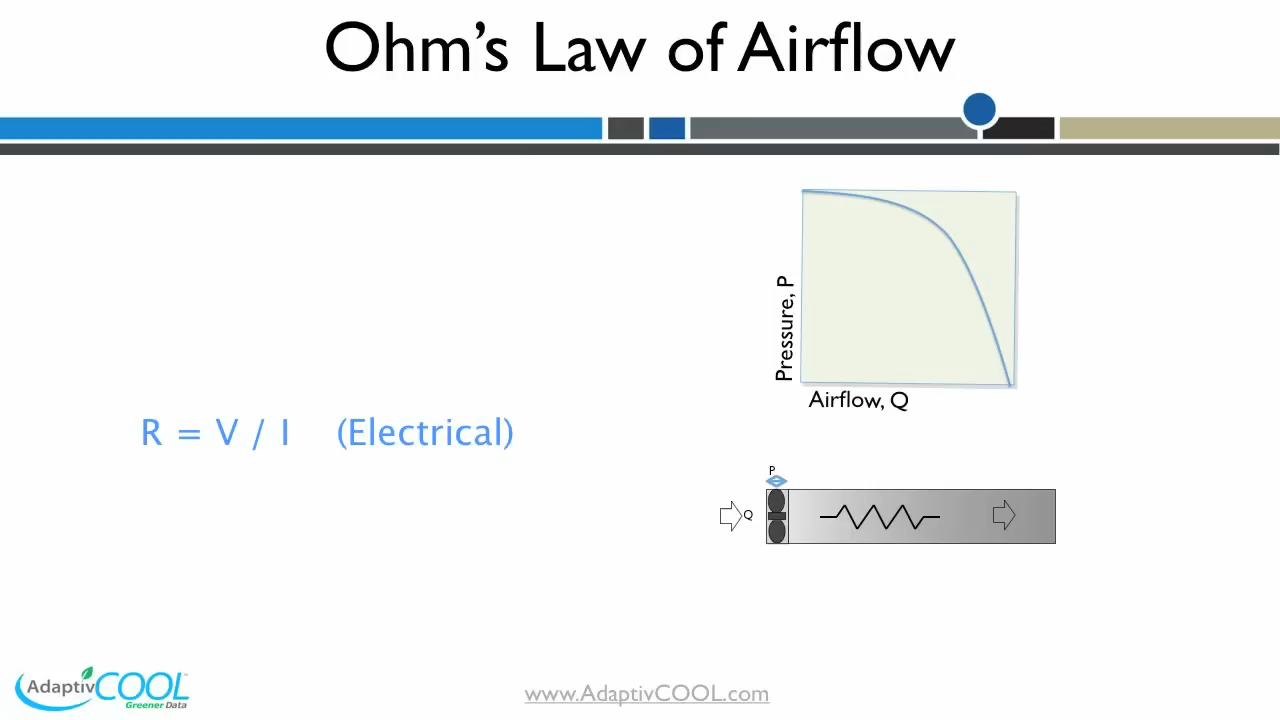 Ohm's Law of Airflow
Pressure, P
Airflow, Q
R = V / I (Electrical)
P
Q
AdaptivCOOL
Greener Data
www.AdaptivCOOL.com